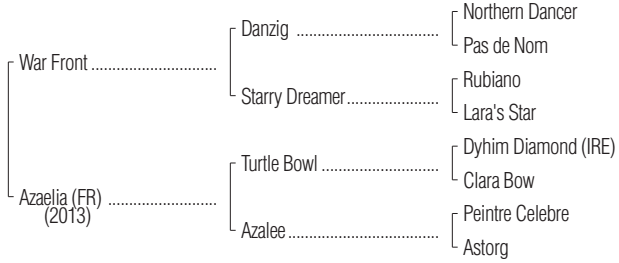 Northern Dancer
Danzig ..............................
Pas de Nom
War Front ..........................
Rubiano
Starry Dreamer...................
Lara's Star
Dyhim Diamond (IRE)
Turtle Bowl ........................
Clara Bow
Azaelia (FR) ......................
(2013)
Peintre Celebre
Azalee................................
Astorg